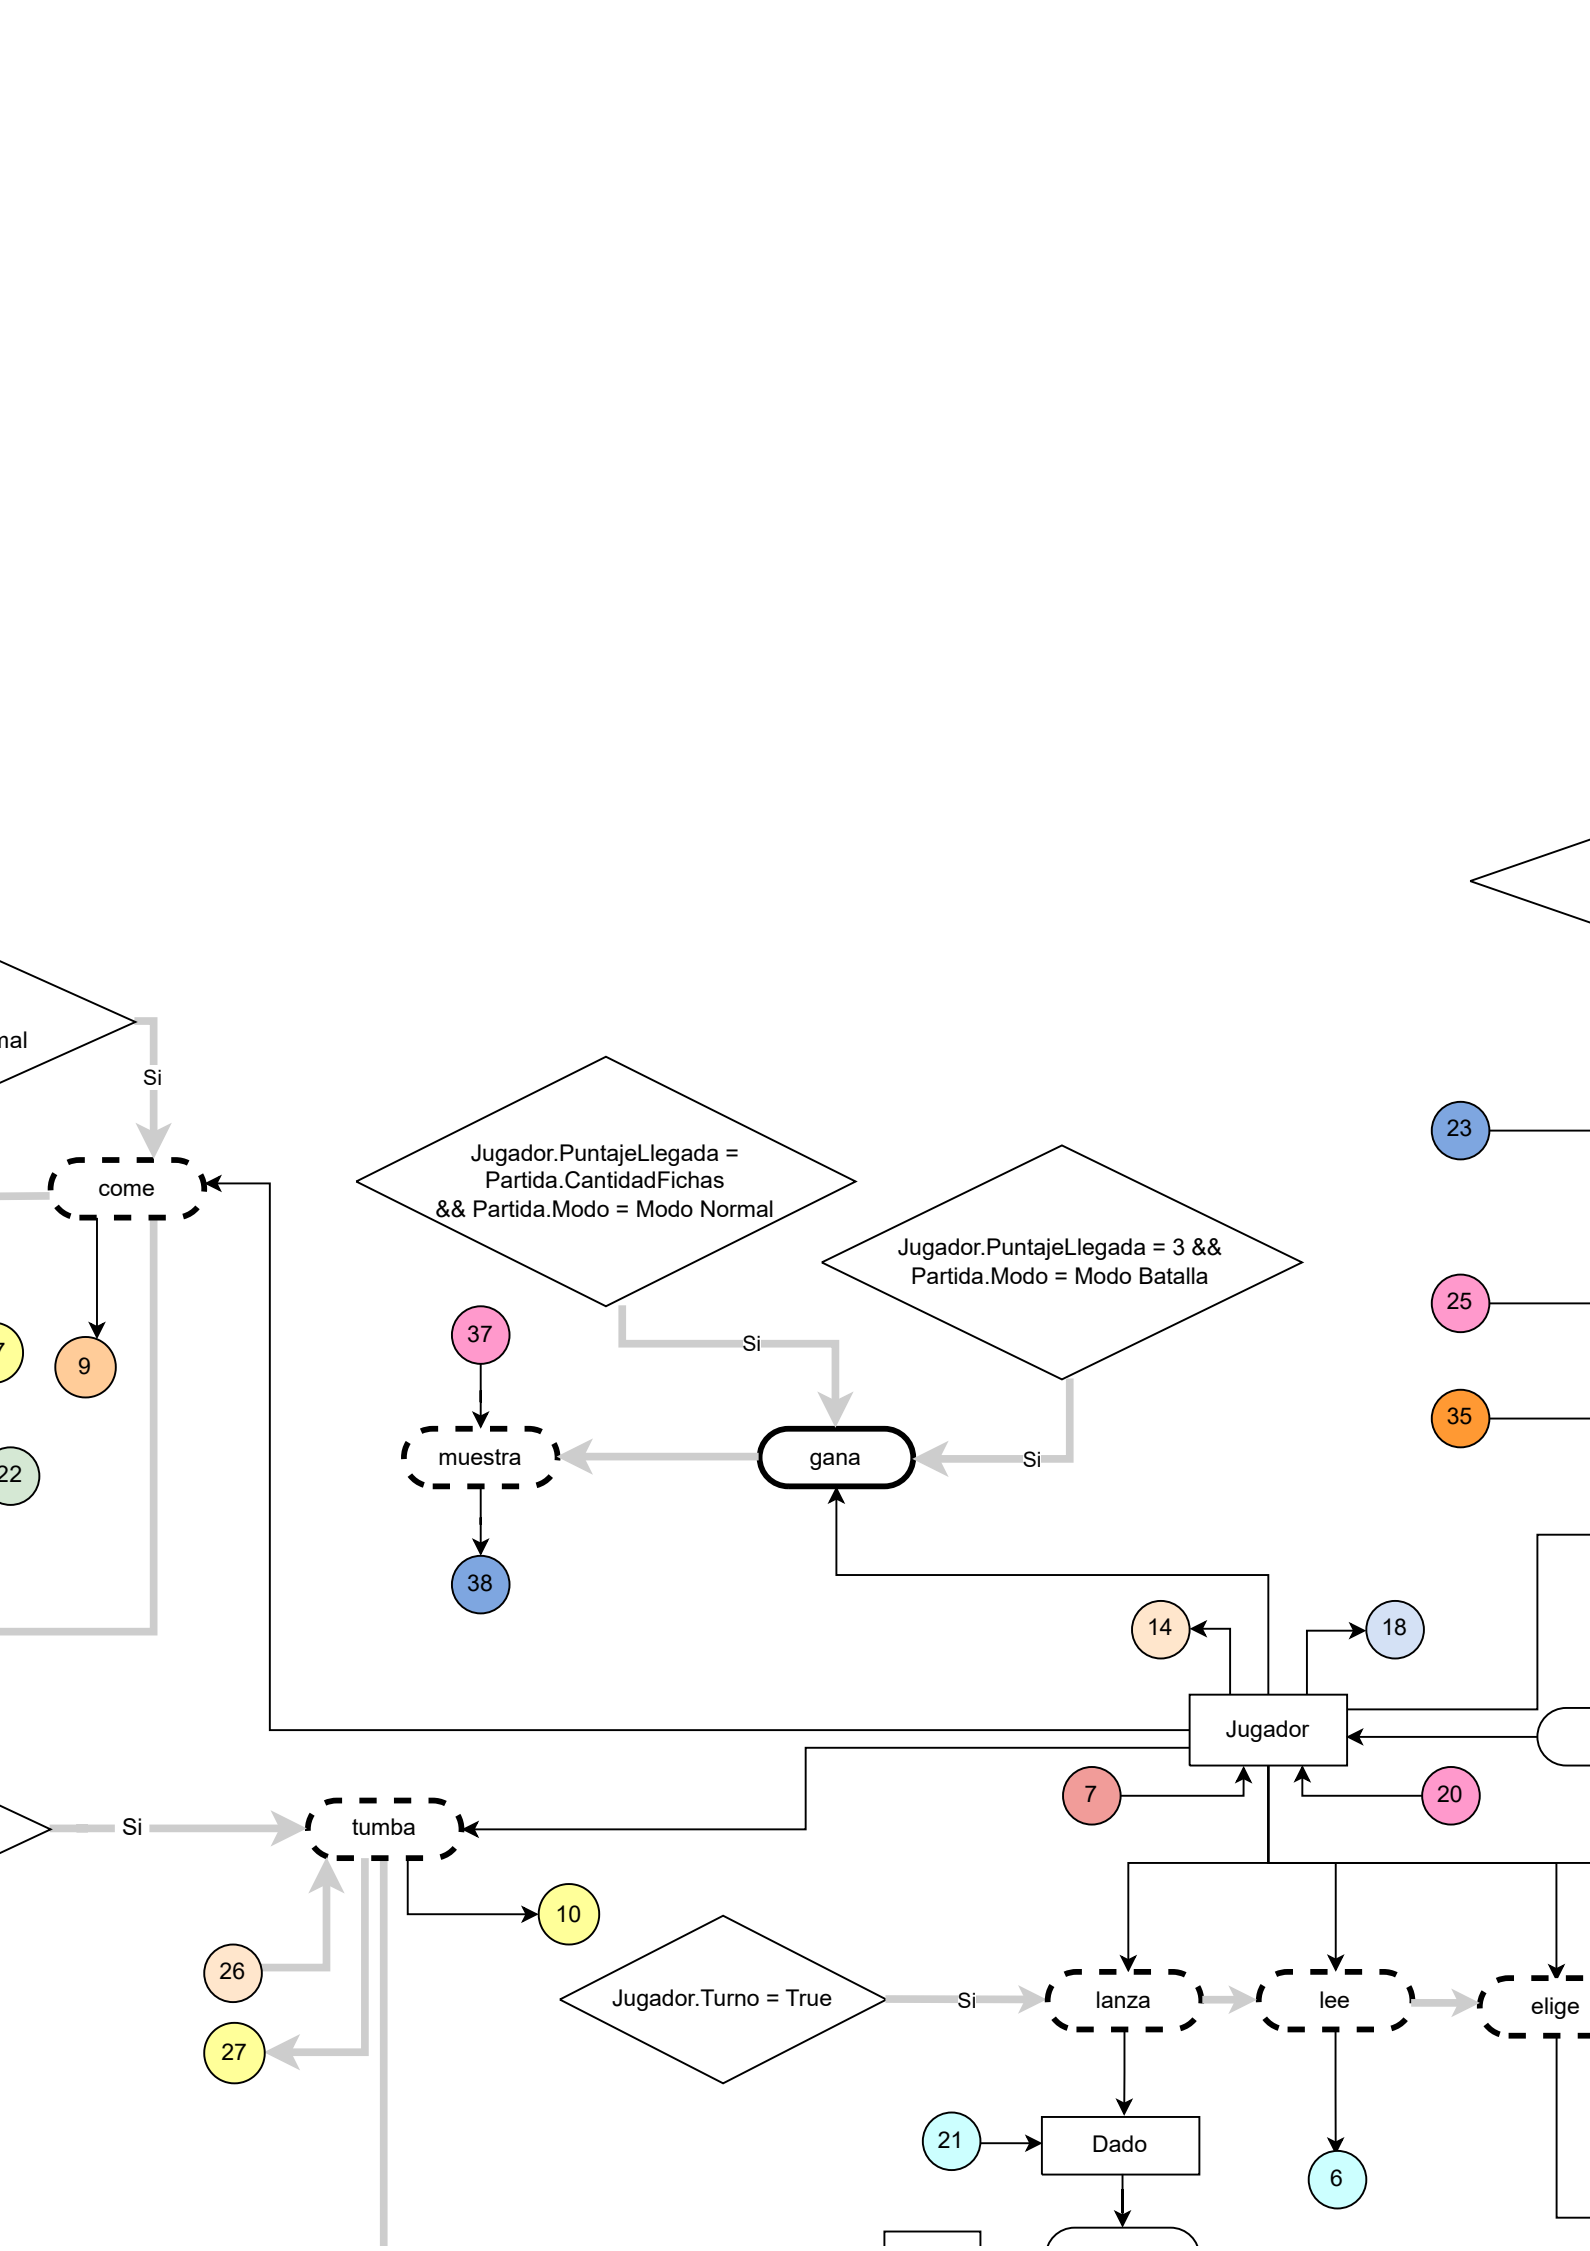 mal
Si
come
Jugador.PuntajeLlegada =
Partida.CantidadFichas
&& Partida.Modo = Modo Normal
23
Jugador.PuntajeLlegada = 3 &&
Partida.Modo = Modo Batalla
25
37
Si
9
35
muestra
gana
Si
22
38
14
18
Jugador
7
20
Si
tumba
10
26
Jugador.Turno = True
Si
lanza
lee
elige
27
21
Dado
6